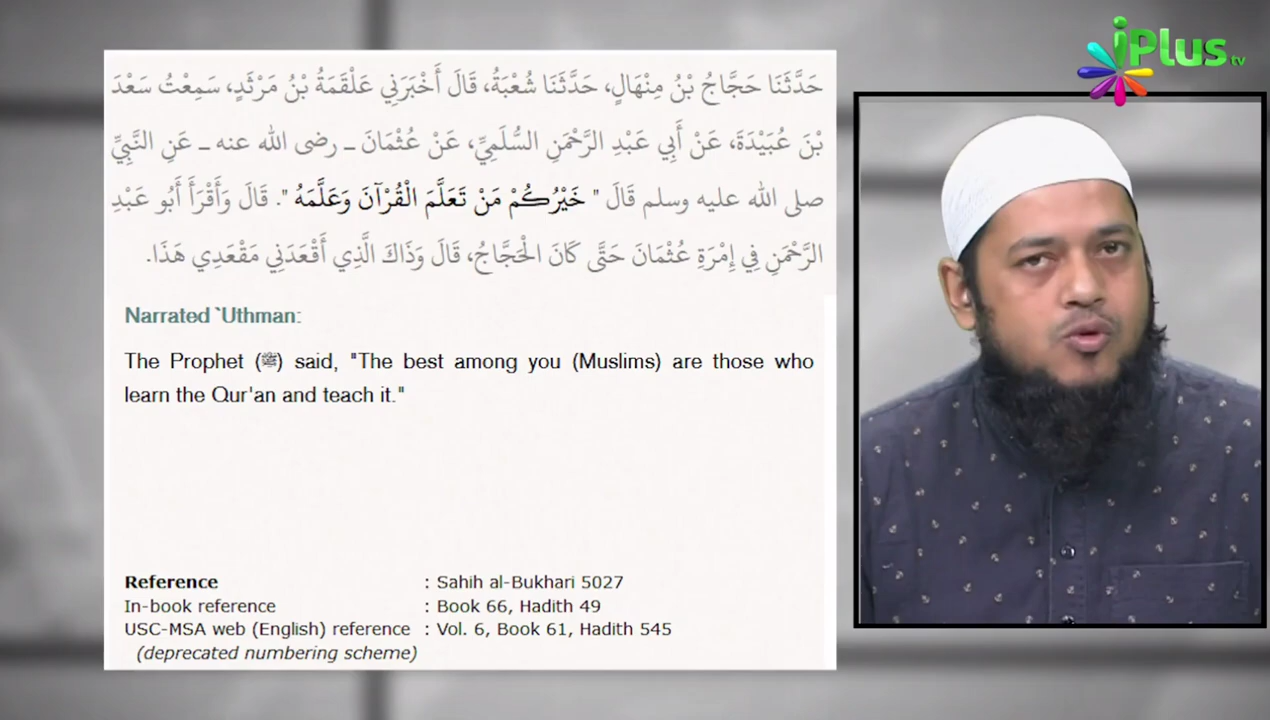 iPlus.tv
حَدَّثَنَا حَجَّاجُ بْنُ مِنْهَالٍ، حَدَّثَنَا شُعْبَةُ، قَالَ أَخْبَرَنِي عَلْقَمَةُ بْنُ مَرْثَدٍ، سَمِعْتُ سَعْدَ
بْنَ عُبَيْدَةَ، عَنْ أَبِي عَبْدِ الرَّحْمَنِ السُّلَمِيِّ، عَنْ عُثْمَانَ ـ رضى الله عنه ـ عَنِ النَّبِيِّ
صلى الله عليه وسلم قَالَ " خَيْرُكُمْ مَنْ تَعَلَّمَ الْقُرْآنَ وَعَلَّمَهُ ". قَالَ وَأَقْرَأَ أَبُو عَبْدِ
الرَّحْمَنِ فِي إِمْرَةِ عُثْمَانَ حَتَّى كَانَ الْحَجَّاجُ، قَالَ وَذَاكَ الَّذِي أَقْعَدَنِي مَقْعَدِي هَذَا.
Narrated `Uthman:
The Prophet (ﷺ) said, "The best among you (Muslims) are those who
learn the Qur'an and teach it."
Reference : Sahih al-Bukhari 5027
In-book reference : Book 66, Hadith 49
USC-MSA web (English) reference : Vol. 6, Book 61, Hadith 545
(deprecated numbering scheme)